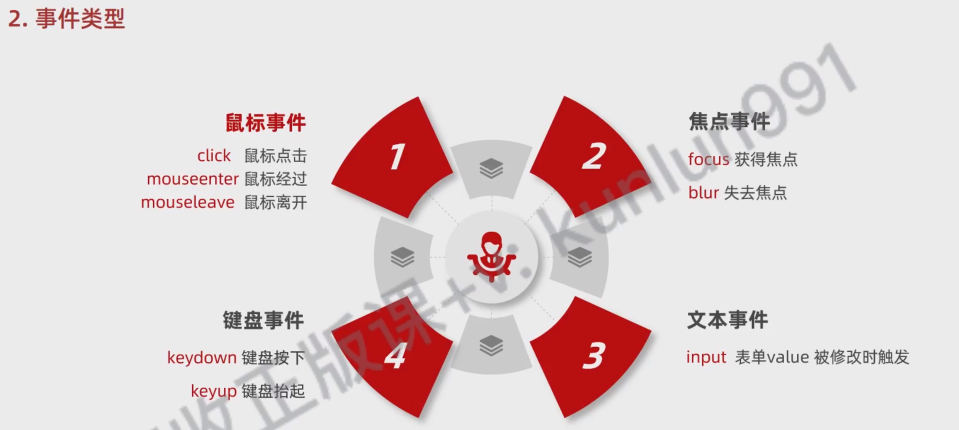 2. 事件类型
鼠标事件
click 鼠标点击
mouseenter 鼠标经过
mouseleave 鼠标离开
1
2
焦点事件
focus 获得焦点
blur 失去焦点
键盘事件
keydown 键盘按下
keyup 键盘抬起
4
3
文本事件
input 表单value 被修改时触发
收正版课+v: kunlun991